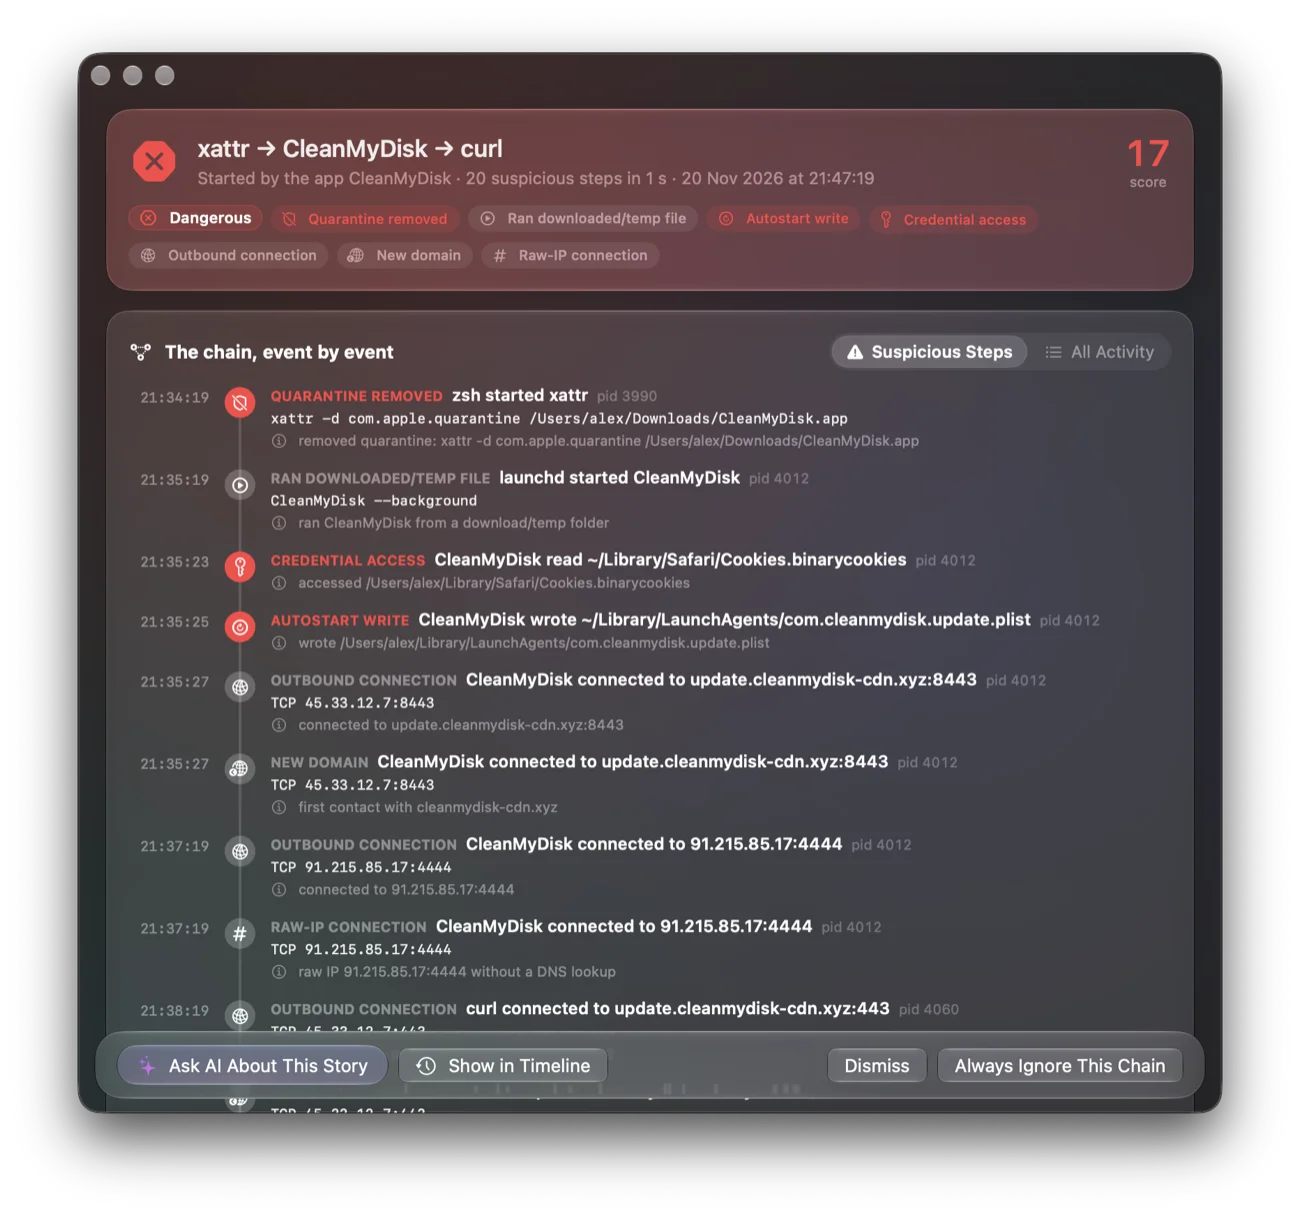 xattr → CleanMyDisk → curl
Started by the app CleanMyDisk · 20 suspicious steps in 1 s · 20 Nov 2026 at 21:47:19
17
score
Dangerous
Quarantine removed
Ran downloaded/temp file
Autostart write
Credential access
Outbound connection
New domain
# Raw-IP connection
The chain, event by event
Suspicious Steps
All Activity
21:34:19 QUARANTINE REMOVED zsh started xattr pid 3990
xattr -d com.apple.quarantine /Users/alex/Downloads/CleanMyDisk.app
removed quarantine: xattr -d com.apple.quarantine /Users/alex/Downloads/CleanMyDisk.app
21:35:19 RAN DOWNLOADED/TEMP FILE launchd started CleanMyDisk pid 4012
CleanMyDisk --background
ran CleanMyDisk from a download/temp folder
21:35:23 CREDENTIAL ACCESS CleanMyDisk read ~/Library/Safari/Cookies.binarycookies pid 4012
accessed /Users/alex/Library/Safari/Cookies.binarycookies
21:35:25 AUTOSTART WRITE CleanMyDisk wrote ~/Library/LaunchAgents/com.cleanmydisk.update.plist pid 4012
wrote /Users/alex/Library/LaunchAgents/com.cleanmydisk.update.plist
21:35:27 OUTBOUND CONNECTION CleanMyDisk connected to update.cleanmydisk-cdn.xyz:8443 pid 4012
TCP 45.33.12.7:8443
connected to update.cleanmydisk-cdn.xyz:8443
21:35:27 NEW DOMAIN CleanMyDisk connected to update.cleanmydisk-cdn.xyz:8443 pid 4012
TCP 45.33.12.7:8443
first contact with cleanmydisk-cdn.xyz
21:37:19 OUTBOUND CONNECTION CleanMyDisk connected to 91.215.85.17:4444 pid 4012
TCP 91.215.85.17:4444
connected to 91.215.85.17:4444
21:37:19 # RAW-IP CONNECTION CleanMyDisk connected to 91.215.85.17:4444 pid 4012
TCP 91.215.85.17:4444
raw IP 91.215.85.17:4444 without a DNS lookup
21:38:19 OUTBOUND CONNECTION curl connected to update.cleanmydisk-cdn.xyz:443 pid 4060
TCP 45.33.12.7:443
Ask AI About This Story
Show in Timeline
Dismiss
Always Ignore This Chain
TCP 45.33.12.7:443